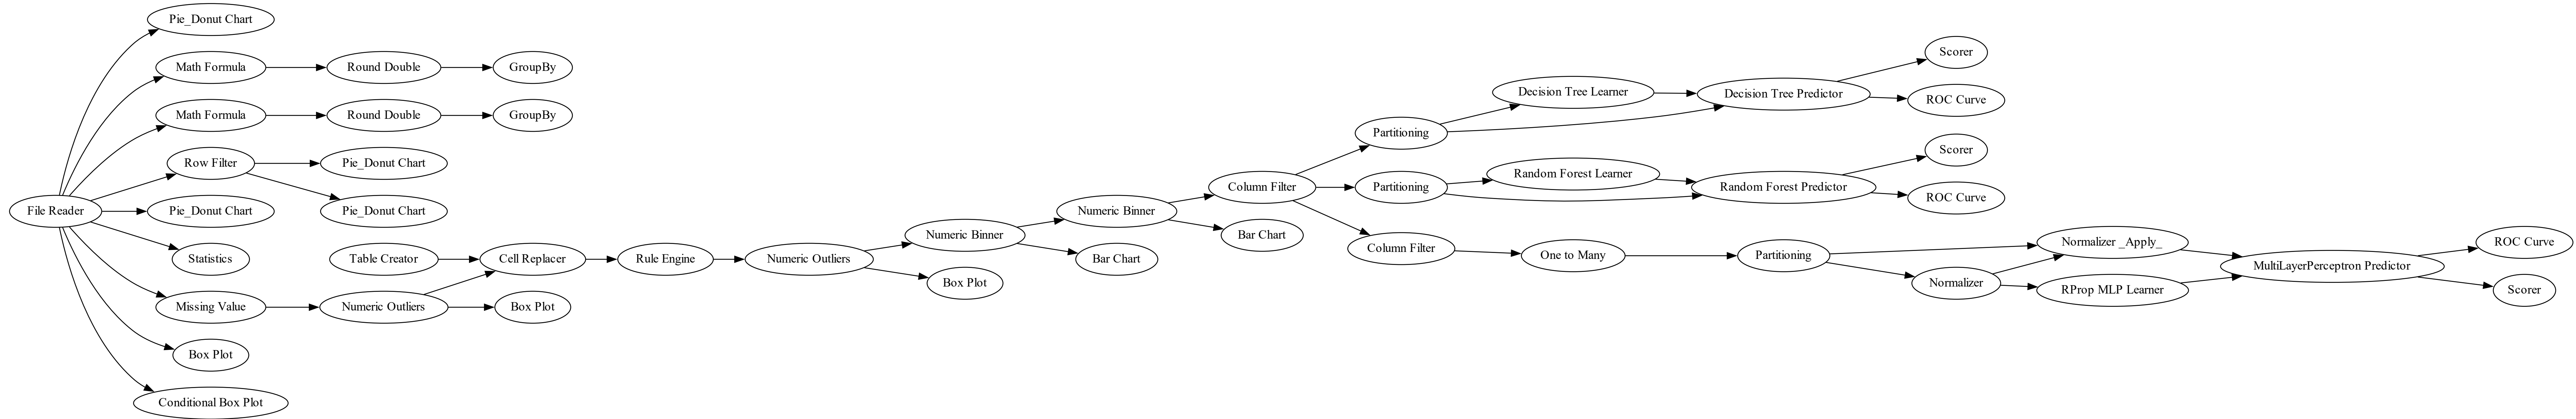 Pie_Donut Chart
Math Formula
Round Double
GroupBy
Math Formula
Round Double
GroupBy
Row Filter
Pie_Donut Chart
File Reader
Pie_Donut Chart
Pie_Donut Chart
Statistics
Table Creator
Cell Replacer
Rule Engine
Numeric Outliers
Missing Value
Numeric Outliers
Box Plot
Box Plot
Conditional Box Plot
Numeric Binner
Box Plot
Numeric Binner
Bar Chart
Column Filter
Bar Chart
Partitioning
Decision Tree Learner
Decision Tree Predictor
Scorer
ROC Curve
Partitioning
Random Forest Learner
Random Forest Predictor
Scorer
ROC Curve
Column Filter
One to Many
Partitioning
Normalizer _Apply_
Normalizer
RProp MLP Learner
MultiLayerPerceptron Predictor
ROC Curve
Scorer